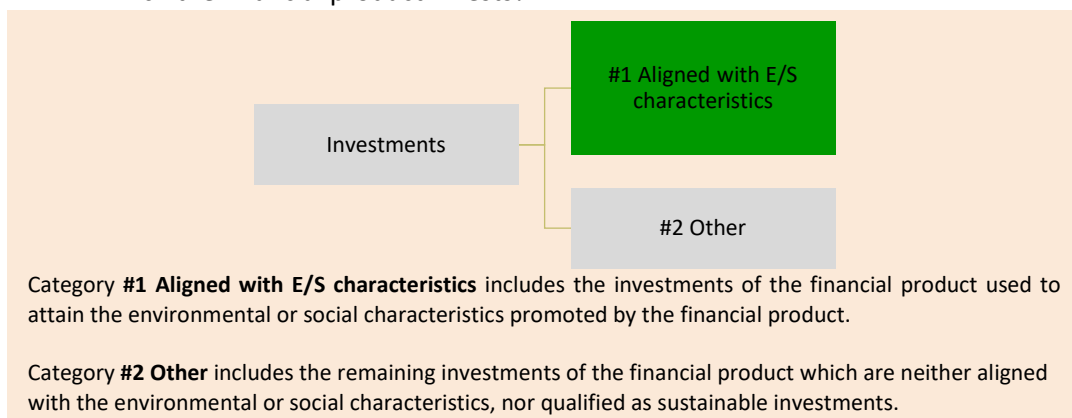 #1 Aligned with E/S
characteristics
Investments
#2 Other
Category #1 Aligned with E/S characteristics includes the investments of the financial product used to
attain the environmental or social characteristics promoted by the financial product.
Category #2 Other includes the remaining investments of the financial product which are neither aligned
with the environmental or social characteristics, nor qualified as sustainable investments.